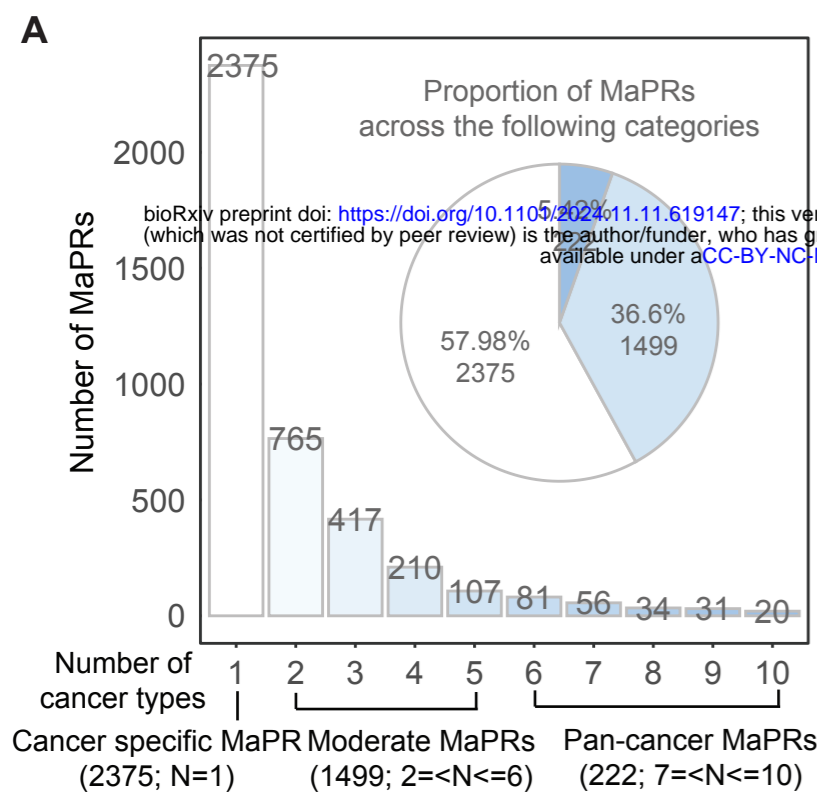 A
2375
Proportion of MaPRs
across the following categories
2000
bioRxiv preprint doi: https://doi.org/10.1101/2024.11.11.619147; this ver
5.42%
(which was not certified by peer review) is the author/funder, who has g
222
available under aCC-BY-NC-
1500
36.6%
1499
57.98%
2375
1000
Number of MaPRs
765
500
417
210
107
81
56
34
31
20
0
Number of
cancer types
1 2 3 4 5 6 7 8 9 10
Cancer specific MaPR Moderate MaPRs Pan-cancer MaPRs
(2375; N=1) (1499; 2=<N<=6) (222; 7=<N<=10)